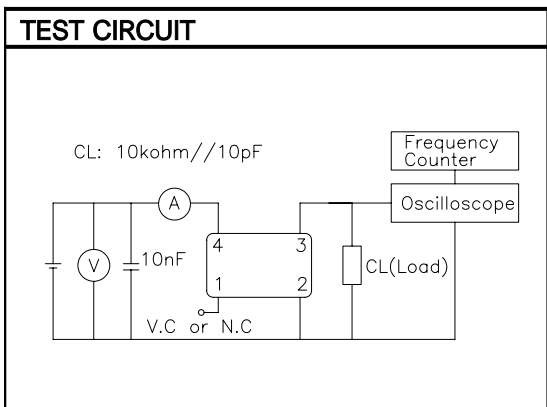 TEST CIRCUIT
CL: 10kohm//10pF
Frequency
Counter
Oscilloscope
A
4
3
V
10nF
CL(Load)
1
2
V.C or N.C